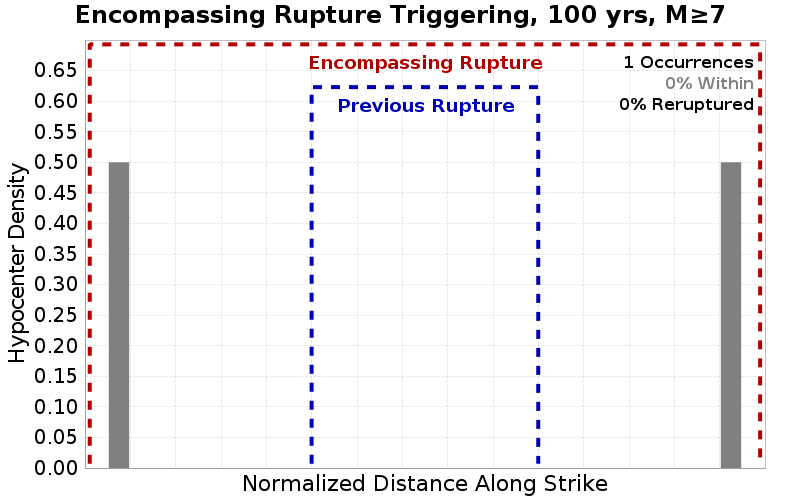 Encompassing Rupture Triggering, 100 yrs, M≥7
Encompassing Rupture
1 Occurrences
0% Within
0% Reruptured
Previous Rupture
Hypocenter Density
0.65
0.60
0.55
0.50
0.45
0.40
0.35
0.30
0.25
0.20
0.15
0.10
0.05
0.00
Normalized Distance Along Strike